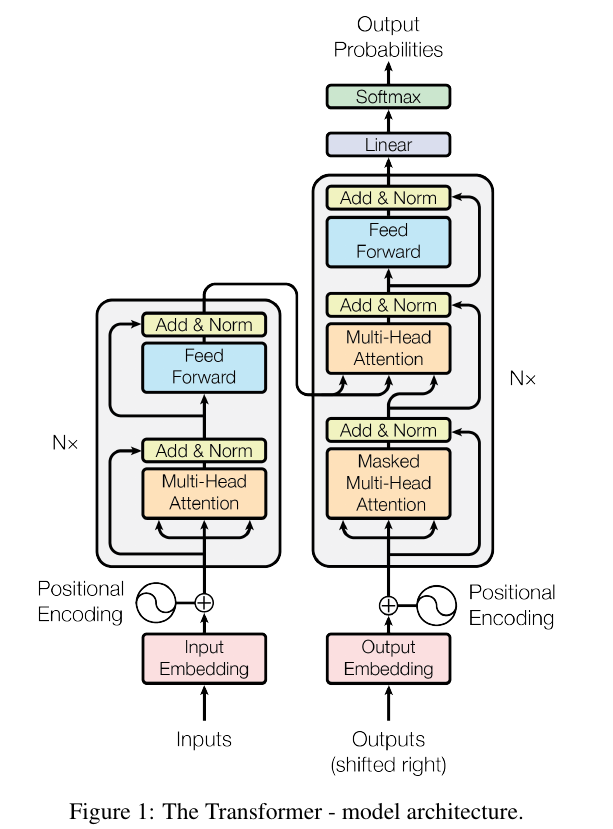 Output
Probabilities
Softmax
Linear
Add & Norm
Feed
Forward
Add & Norm
Multi-Head
Attention
Add & Norm
Masked
Multi-Head
Attention
N×
Add & Norm
Feed
Forward
Add & Norm
Multi-Head
Attention
N×
Positional
Encoding
Positional
Encoding
Input
Embedding
Output
Embedding
Inputs
Outputs
(shifted right)
Figure 1: The Transformer - model architecture.